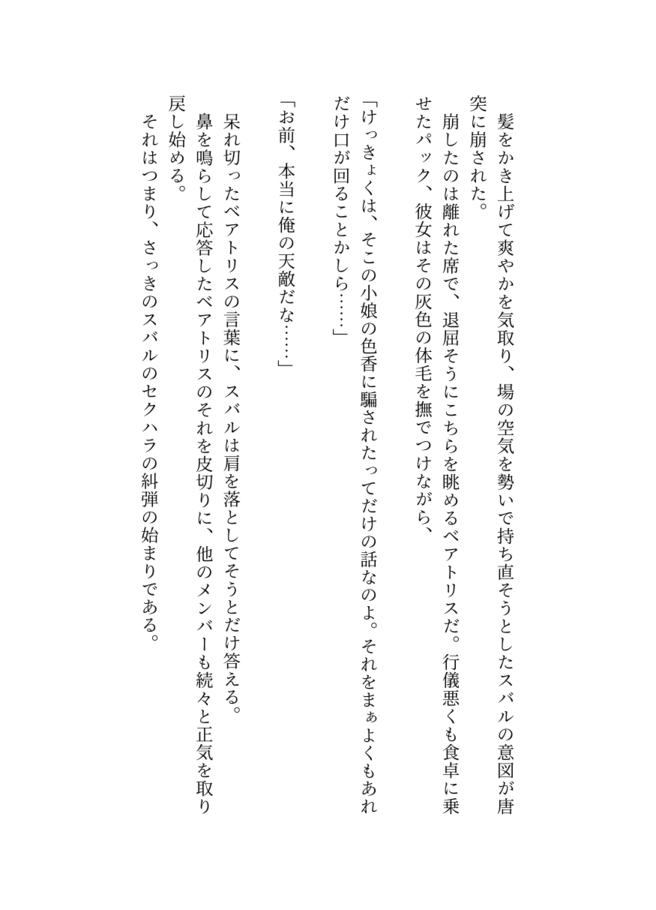 髪をかき上げて爽やかを気取り、場の空気を勢いで持ち直そうとしたスバルの意図が唐
突に崩された。
崩したのは離れた席で、退屈そうにこちらを眺めるベアトリスだ。行儀悪くも食卓に乗
せたパック、彼女はその灰色の体毛を撫でつけながら、
「けっきょくは、そこの小娘の色香に騙されたってだけの話なのよ。それをまぁよくもあれ
だけ口が回ることかしら……」
「お前、本当に俺の天敵だな……」
呆れ切ったベアトリスの言葉に、スバルは肩を落としてそうとだけ答える。
鼻を鳴らして応答したベアトリスのそれを皮切りに、他のメンバーも続々と正気を取り
戻し始める。
それはつまり、さっきのスバルのセクハラの糾弾の始まりである。